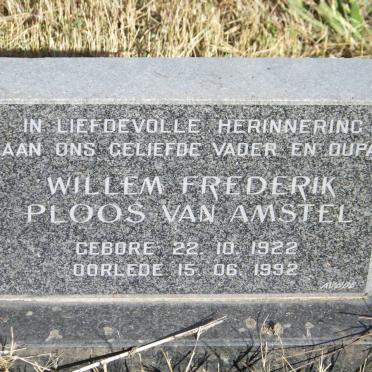 IN LIEFDEVOLLE HERINNERING
AAN ONS GELIEFDE VADER EN OUPA
WILLEM FREDERIK
PLOOS VAN AMSTEL
GEBORE 22. 10. 1922
OORLEDE 15. 06. 1992